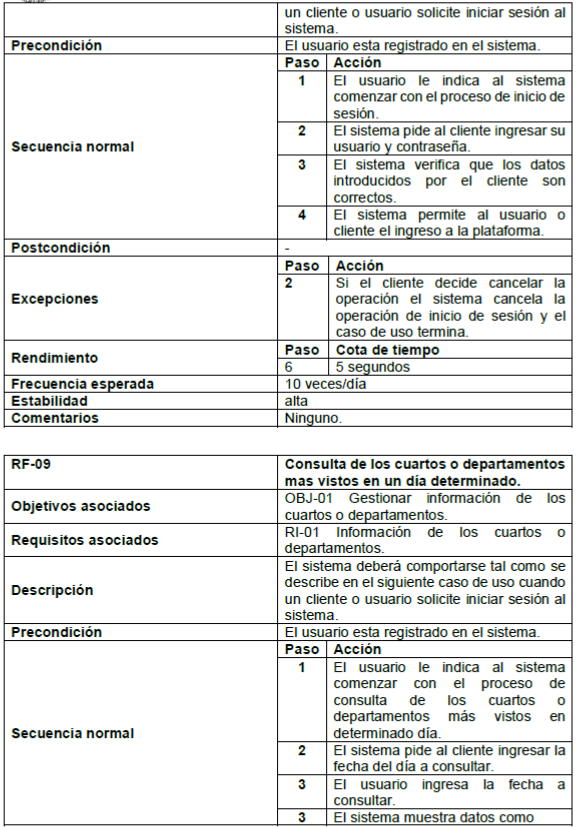 un cliente o usuario solicite iniciar sesión al
sistema.
Precondición
El usuario esta registrado en el sistema.
Secuencia normal
Paso Acción
1 El usuario le indica al sistema
comenzar con el proceso de inicio de
sesión.
2 El sistema pide al cliente ingresar su
usuario y contraseña.
3 El sistema verifica que los datos
introducidos por el cliente son
correctos.
4 El sistema permite al usuario o
cliente el ingreso a la plataforma.
Postcondición
-
Excepciones
Paso Acción
2 Si el cliente decide cancelar la
operación el sistema cancela la
operación de inicio de sesión y el
caso de uso termina.
Rendimiento
Paso Cota de tiempo
6 5 segundos
Frecuencia esperada
10 veces/día
Estabilidad
alta
Comentarios
Ninguno.
RF-09
Consulta de los cuartos o departamentos
mas vistos en un día determinado.
Objetivos asociados
OBJ-01 Gestionar información de los
cuartos o departamentos.
Requisitos asociados
RI-01 Información de los cuartos o
departamentos.
Descripción
El sistema deberá comportarse tal como se
describe en el siguiente caso de uso cuando
un cliente o usuario solicite iniciar sesión al
sistema.
Precondición
El usuario esta registrado en el sistema.
Secuencia normal
Paso Acción
1 El usuario le indica al sistema
comenzar con el proceso de
consulta de los cuartos o
departamentos más vistos en
determinado día.
2 El sistema pide al cliente ingresar la
fecha del día a consultar.
3 El usuario ingresa la fecha a
consultar.
3 El sistema muestra datos como